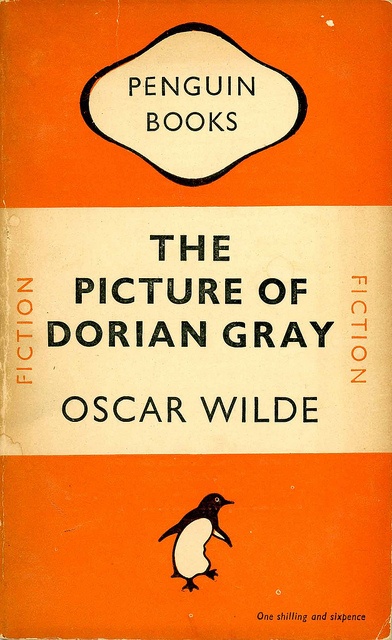 PENGUIN
BOOKS
THE
PICTURE OF
DORIAN GRAY
OSCAR WILDE
FICTION
FICTION
One shilling and sixpence